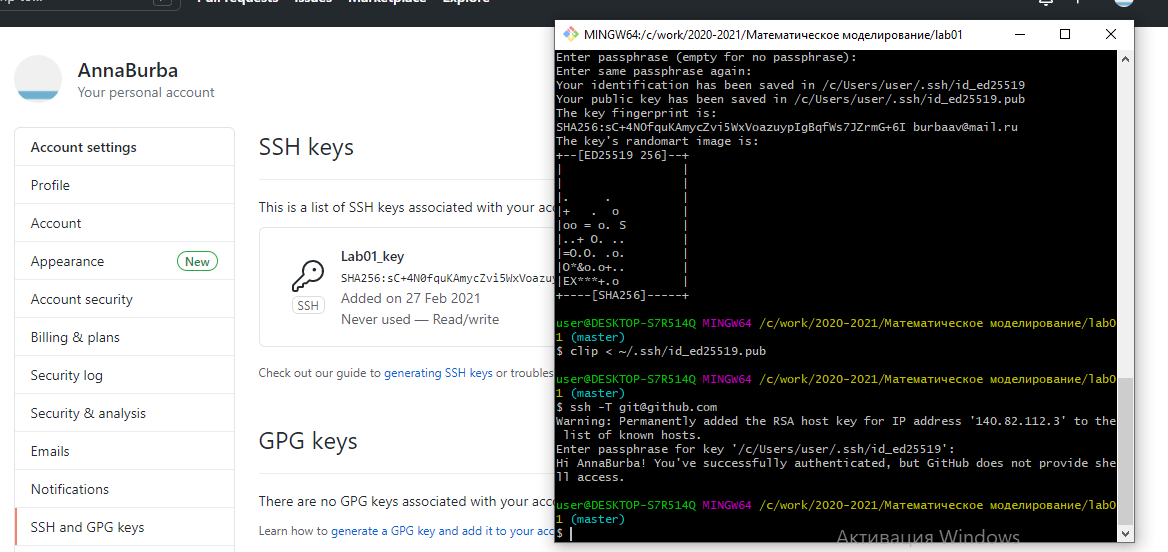 Pull requests Issues Marketplace Explore
AnnaBurba
Your personal account
Account settings
Profile
Account
Appearance New
Account security
Billing & plans
Security log
Security & analysis
Emails
Notifications
SSH and GPG keys
SSH keys
This is a list of SSH keys associated with your acc
Lab01_key
SHA256:sC+4N0fquKAmycZvi5WxVoazuy
Added on 27 Feb 2021
Never used — Read/write
SSH
Check out our guide to generating SSH keys or troubles
GPG keys
There are no GPG keys associated with your acc
Learn how to generate a GPG key and add it to your acc
MINGW64:/c/work/2020-2021/Математическое моделирование/lab01
Enter passphrase (empty for no passphrase):
Enter same passphrase again:
Your identification has been saved in /c/Users/user/.ssh/id_ed25519
Your public key has been saved in /c/Users/user/.ssh/id_ed25519.pub
The key fingerprint is:
SHA256:sC+4NOfquKAmycZvi5WxVoazuypIgBqfWs7JZrmG+6I burbaav@mail.ru
The key's randomart image is:
+--[ED25519 256]--+
|                 |
|                 |
|.     .          |
|+   .  o         |
|oo = o. S        |
|..+ O. ..        |
|=O.O. .o.        |
|O*&o.o+..        |
|EX***+.o         |
+----[SHA256]-----+
user@DESKTOP-S7R514Q MINGW64 /c/work/2020-2021/Математическое моделирование/lab0
1 (master)
$ clip < ~/.ssh/id_ed25519.pub
user@DESKTOP-S7R514Q MINGW64 /c/work/2020-2021/Математическое моделирование/lab0
1 (master)
$ ssh -T git@github.com
Warning: Permanently added the RSA host key for IP address '140.82.112.3' to the
 list of known hosts.
Enter passphrase for key '/c/Users/user/.ssh/id_ed25519':
Hi AnnaBurba! You've successfully authenticated, but GitHub does not provide she
ll access.
user@DESKTOP-S7R514Q MINGW64 /c/work/2020-2021/Математическое моделирование/lab0
1 (master)
$
Активация Windows